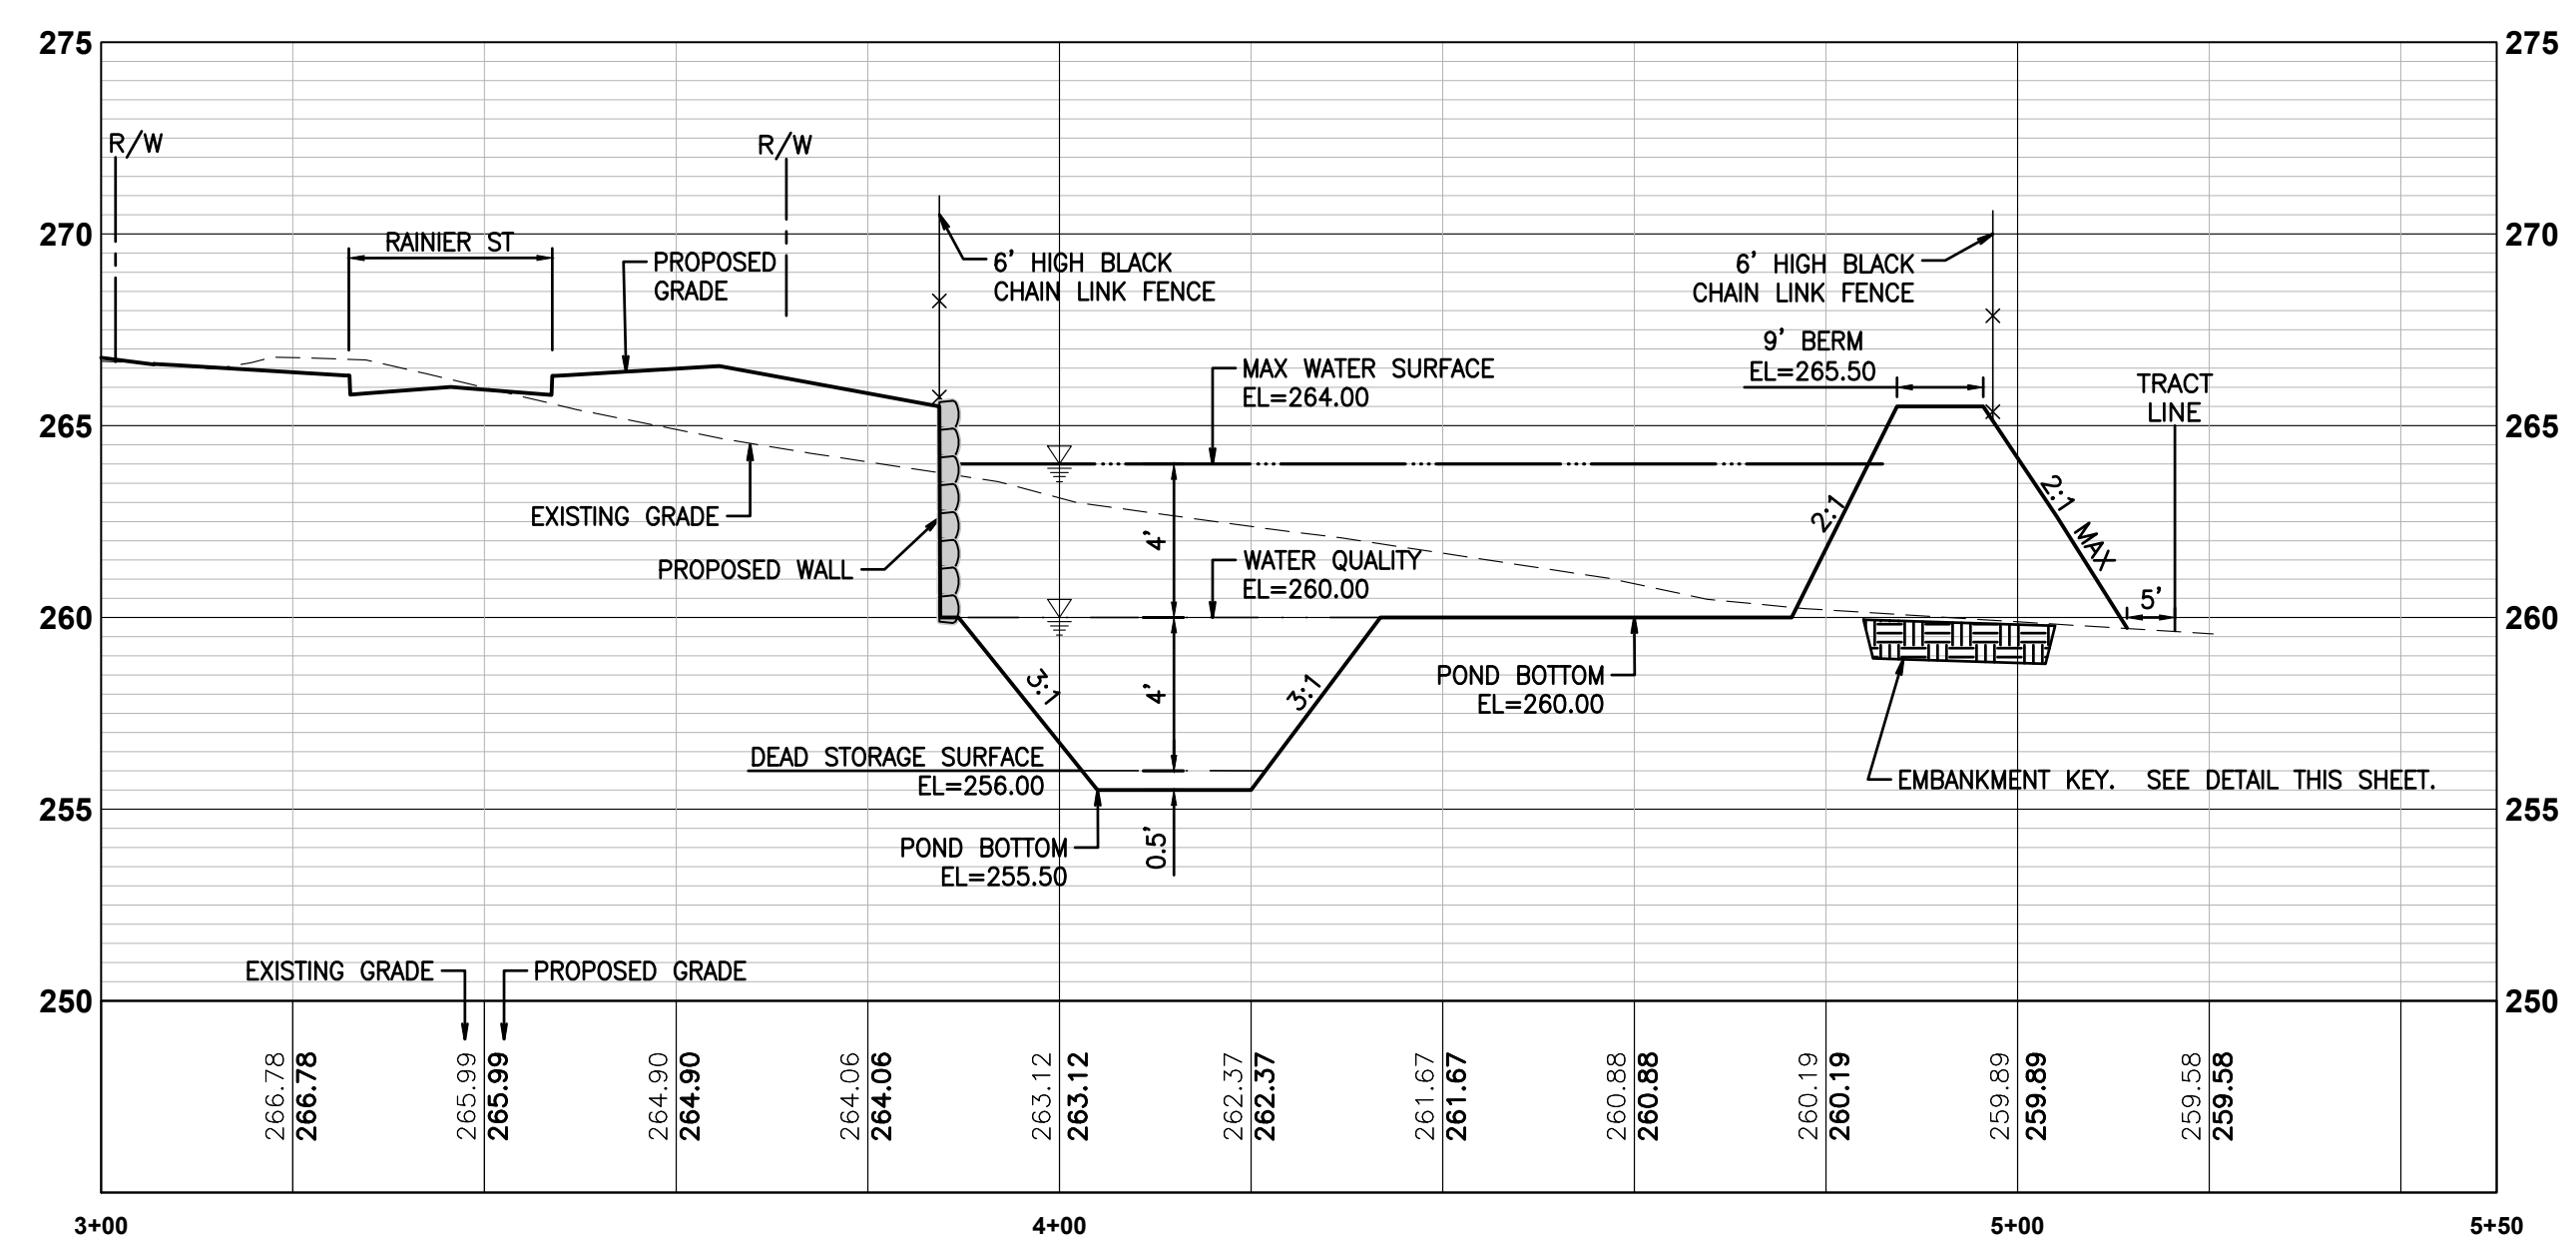 275
275
R/W
R/W
270
RAINIER ST
PROPOSED
GRADE
6' HIGH BLACK
CHAIN LINK FENCE
6' HIGH BLACK
CHAIN LINK FENCE
270
9' BERM
EL=265.50
MAX WATER SURFACE
EL=264.00
TRACT
LINE
265
265
EXISTING GRADE
PROPOSED WALL
4'
2:1
2:1 MAX
WATER QUALITY
EL=260.00
5'
260
260
3:1
4'
3:1
POND BOTTOM
EL=260.00
DEAD STORAGE SURFACE
EL=256.00
EMBANKMENT KEY. SEE DETAIL THIS SHEET.
255
255
POND BOTTOM
EL=255.50
0.5'
EXISTING GRADE
PROPOSED GRADE
250
250
266.78
266.78
265.99
265.99
264.90
264.90
264.06
264.06
263.12
263.12
262.37
262.37
261.67
261.67
260.88
260.88
260.19
260.19
259.89
259.89
259.58
259.58
3+00
4+00
5+00
5+50